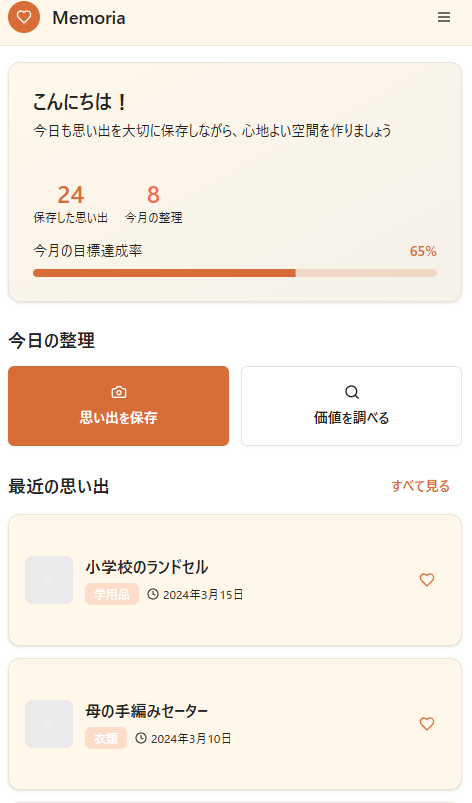 Memoria
こんにちは！
今日も思い出を大切に保存しながら、心地よい空間を作りましょう
24
保存した思い出
8
今月の整理
今月の目標達成率
65%
今日の整理
思い出を保存
価値を調べる
最近の思い出
すべて見る
小学校のランドセル
学用品
2024年3月15日
母の手編みセーター
衣類
2024年3月10日